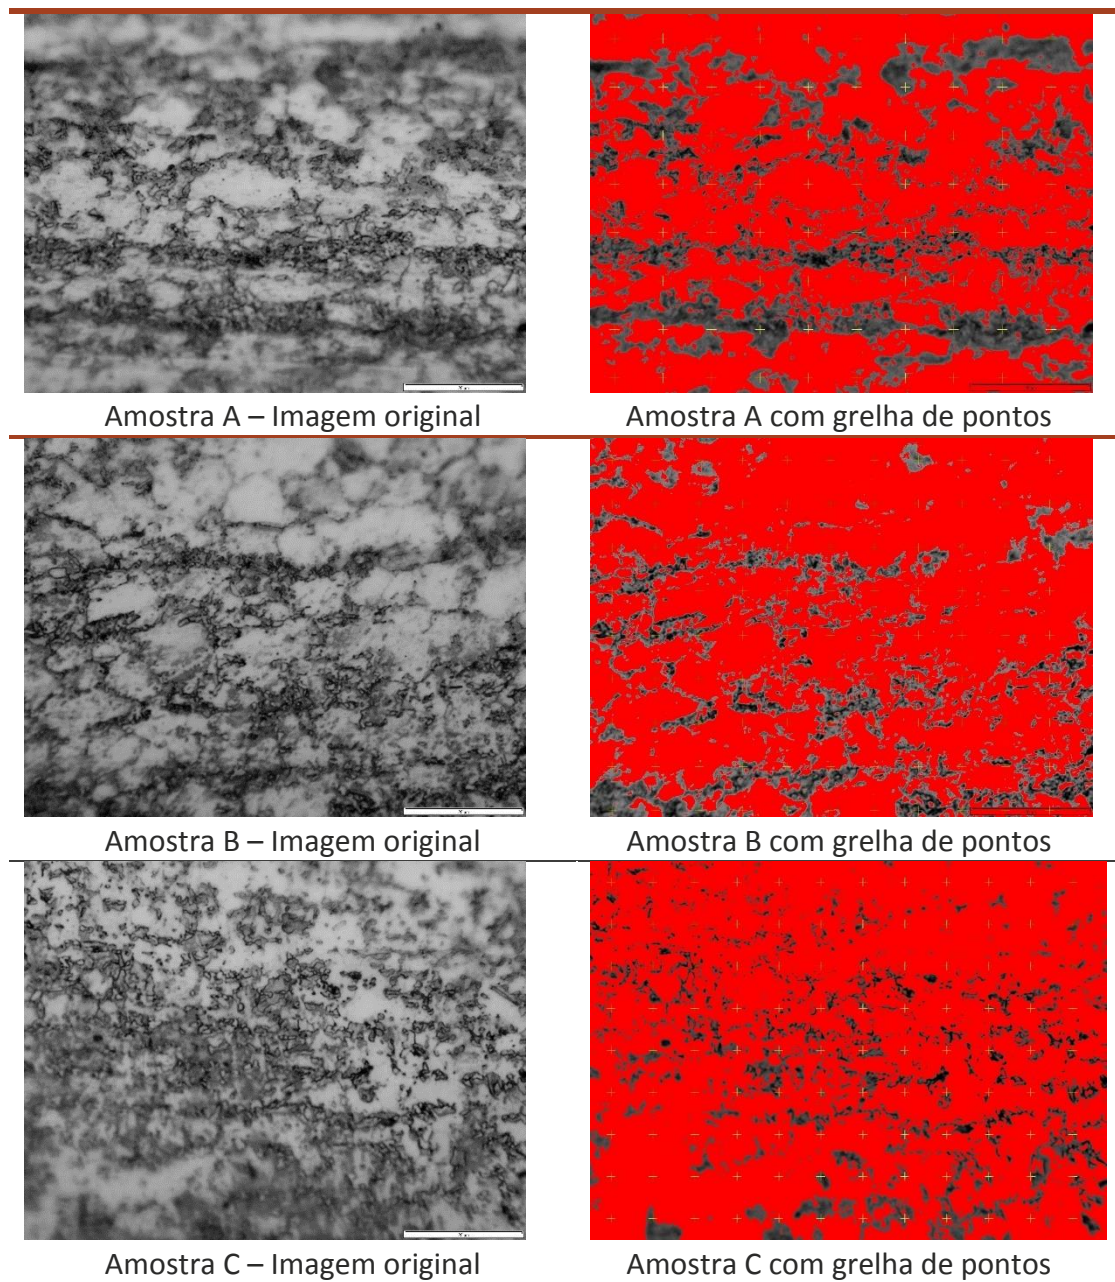 Amostra A – Imagem original
Amostra A com grelha de pontos
Amostra B – Imagem original
Amostra B com grelha de pontos
Amostra C – Imagem original
Amostra C com grelha de pontos